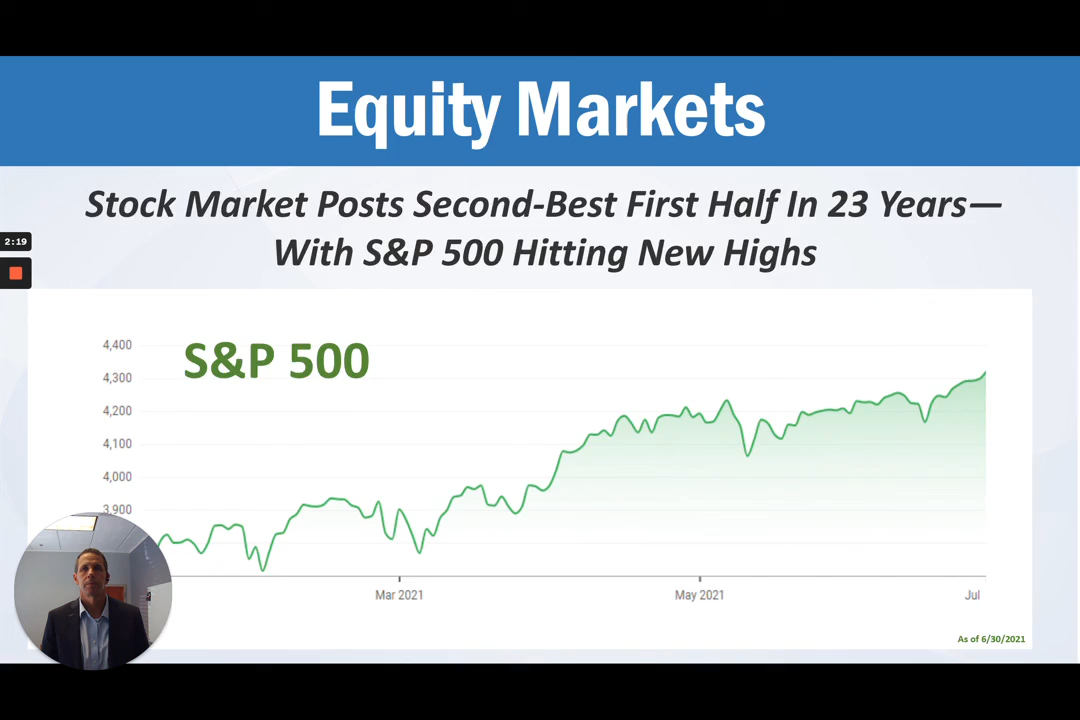 Equity Markets
Stock Market Posts Second-Best First Half In 23 Years—
With S&P 500 Hitting New Highs
2:19
S&P 500
4,400
4,300
4,200
4,100
4,000
3,900
Mar 2021
May 2021
Jul
As of 6/30/2021